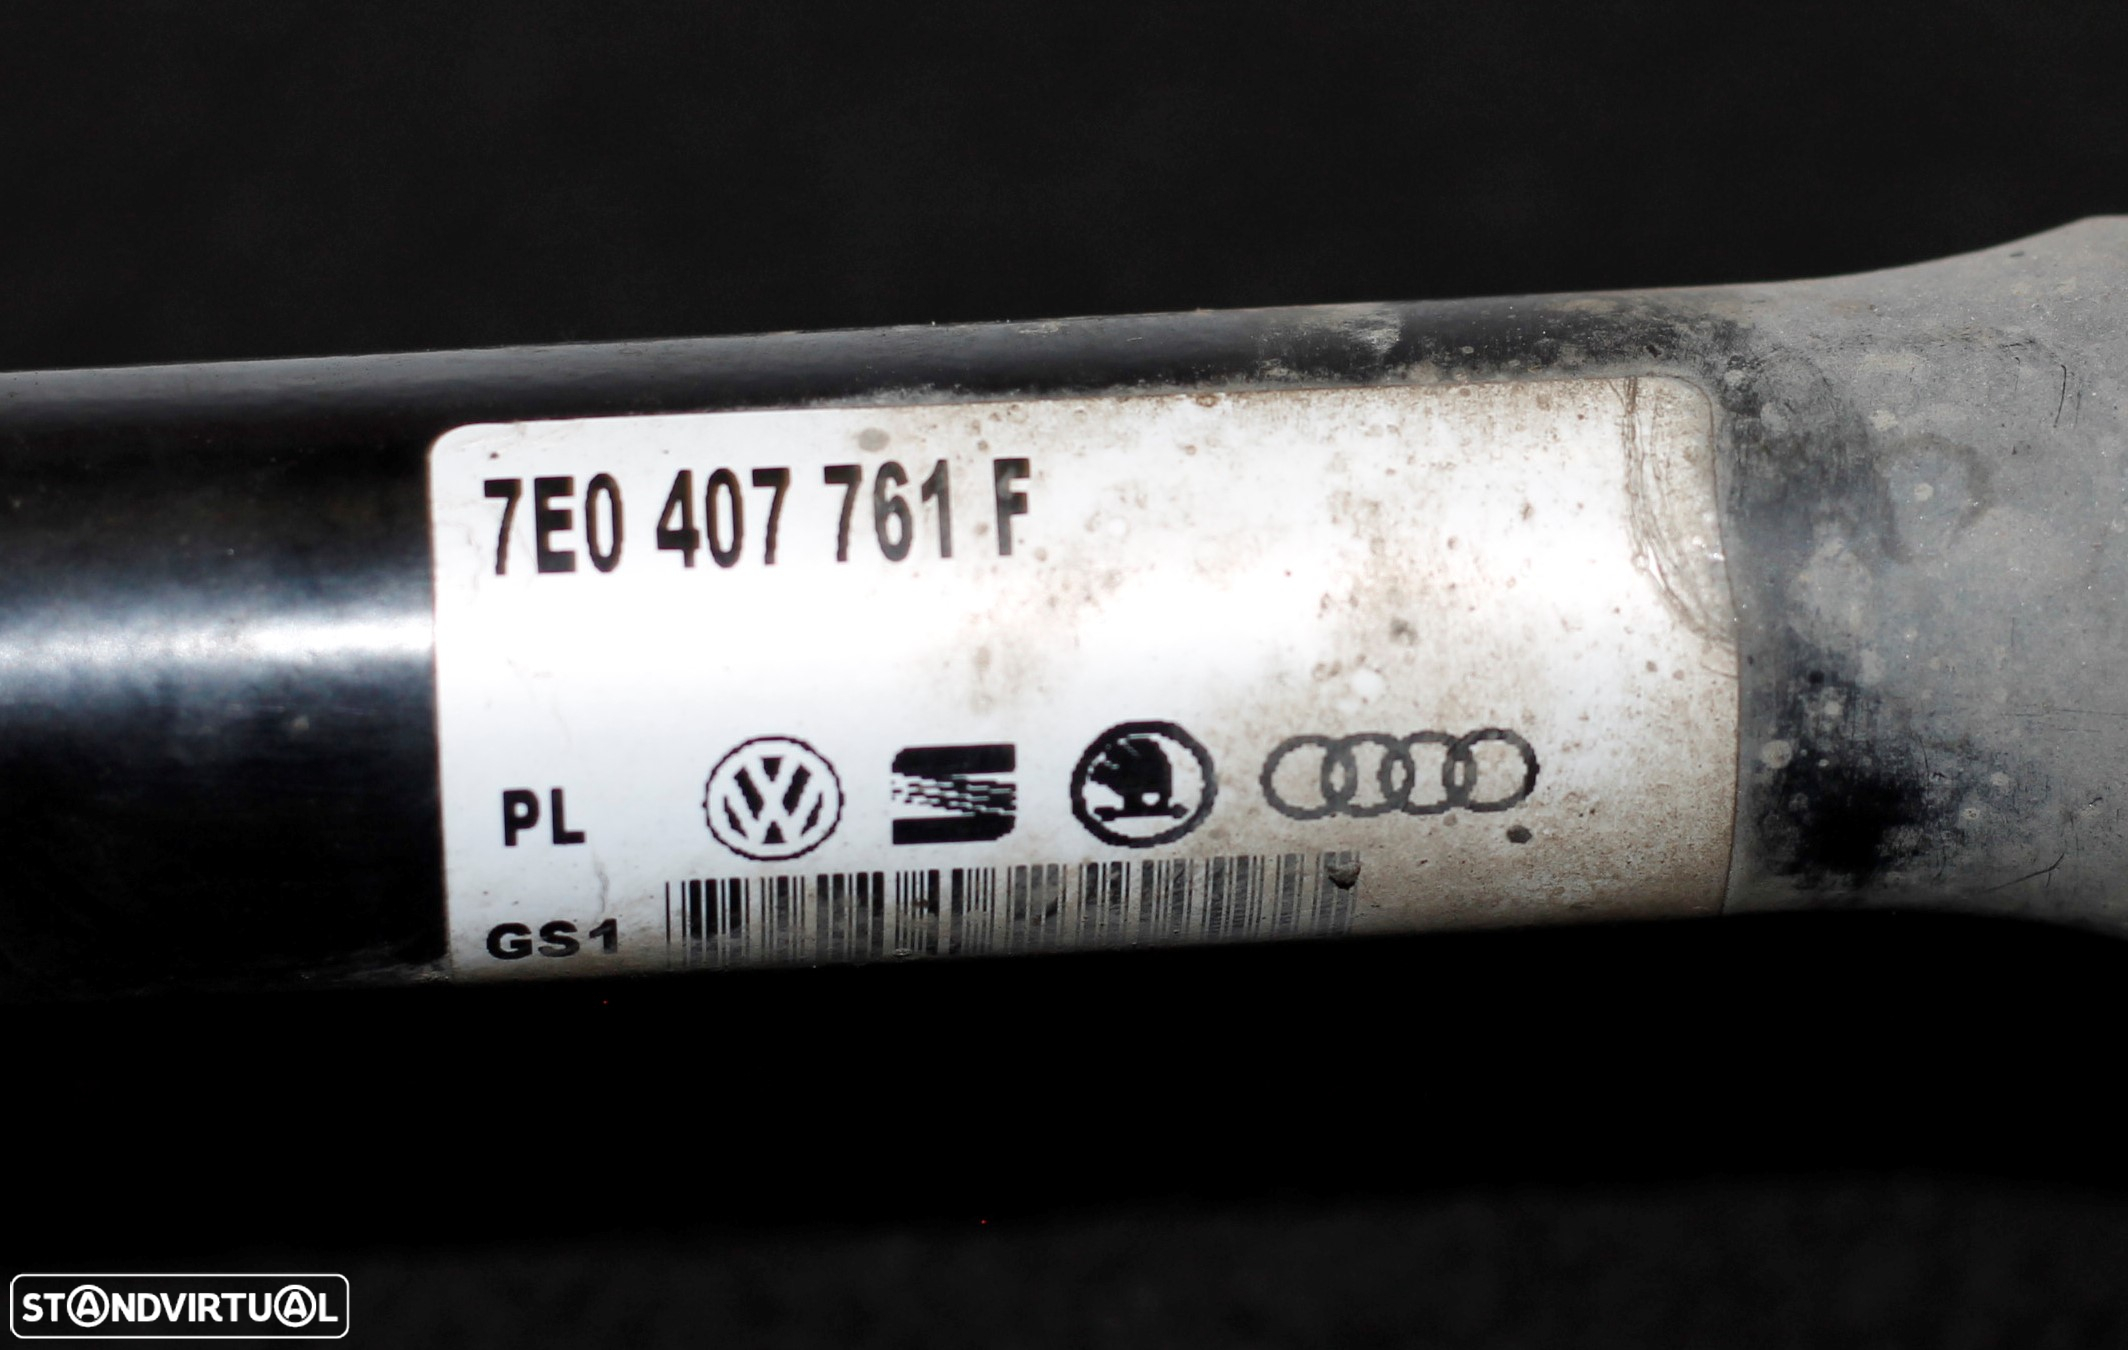 7E0 407 761 F
PL
GS1
STANDVIRTUAL